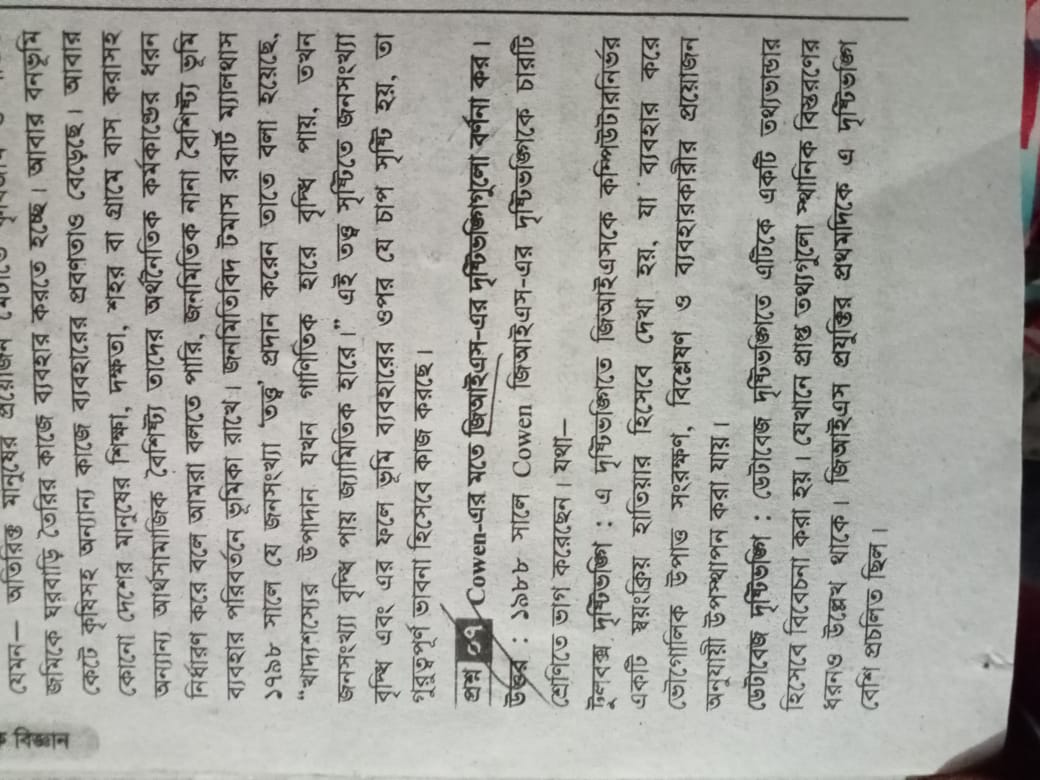 ক বিজ্ঞান
যেমন— অতিরিক্ত মানুষের প্রয়োজন মেটাতে
জমিকে ঘরবাড়ি তৈরির কাজে ব্যবহার করতে হচ্ছে। আবার বনভূমি
কেটে কৃষিসহ অন্যান্য কাজে ব্যবহারের প্রবণতাও বেড়েছে। আবার
কোনো দেশের মানুষের শিক্ষা, দক্ষতা, শহর বা গ্রামে বাস করাসহ
অন্যান্য আর্থসামাজিক বৈশিষ্ট্য তাদের অর্থনৈতিক কর্মকাণ্ডের ধরন
নির্ধারণ করে বলে আমরা বলতে পারি, জনমিতিক নানা বৈশিষ্ট্য ভূমি
ব্যবহার পরিবর্তনে ভূমিকা রাখে। জনমিতিবিদ টমাস রবার্ট ম্যালথাস
১৭৯৮ সালে যে জনসংখ্যা তত্ত্ব' প্রদান করেন তাতে বলা হয়েছে,
“খাদ্যশস্যের উপাদান যখন গাণিতিক হারে বৃদ্ধি পায়, তখন
জনসংখ্যা বৃদ্ধি পায় জ্যামিতিক হারে।” এই তত্ত্ব সৃষ্টিতে জনসংখ্যা
বৃদ্ধি এবং এর ফলে ভূমি ব্যবহারের ওপর যে চাপ সৃষ্টি হয়, তা
গুরুত্বপূর্ণ ভাবনা হিসেবে কাজ করছে।
প্রশ্ন ০৭ Cowen-এর মতে জিআইএস-এর দৃষ্টিভঙ্গিগুলো বর্ণনা কর।
উত্তর : ১৯৮৮ সালে Cowen জিআইএস-এর দৃষ্টিভঙ্গিকে চারটি
শ্রেণিতে ভাগ করেছেন। যথা—
টুলবক্স দৃষ্টিভঙ্গি : এ দৃষ্টিভঙ্গিতে জিআইএসকে কম্পিউটারনির্ভর
একটি স্বয়ংক্রিয় হাতিয়ার হিসেবে দেখা হয়, যা ব্যবহার করে
ভৌগোলিক উপাত্ত সংরক্ষণ, বিশ্লেষণ ও ব্যবহারকারীর প্রয়োজন
অনুযায়ী উপস্থাপন করা যায়।
ডেটাবেজ দৃষ্টিভঙ্গি : ডেটাবেজ দৃষ্টিভঙ্গিতে এটিকে একটি তথ্যভান্ডার
হিসেবে বিবেচনা করা হয়। যেখানে প্রাপ্ত তথ্যগুলো স্থানিক বিস্তরণের
ধরনও উল্লেখ থাকে। জিআইএস প্রযুক্তির প্রথমদিকে এ দৃষ্টিভঙ্গি
বেশি প্রচলিত ছিল।